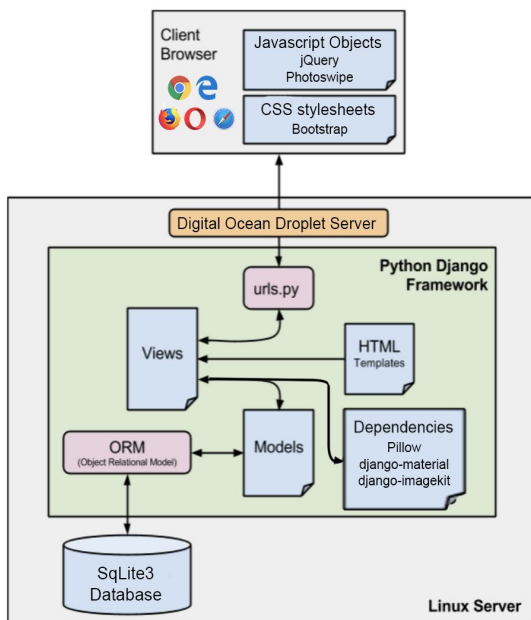 Client
Browser
Javascript Objects
jQuery
Photoswipe
CSS stylesheets
Bootstrap
Digital Ocean Droplet Server
Python Django
Framework
urls.py
Views
HTML
Templates
Dependencies
Pillow
django-material
django-imagekit
Models
ORM
(Object Relational Model)
SqLite3
Database
Linux Server